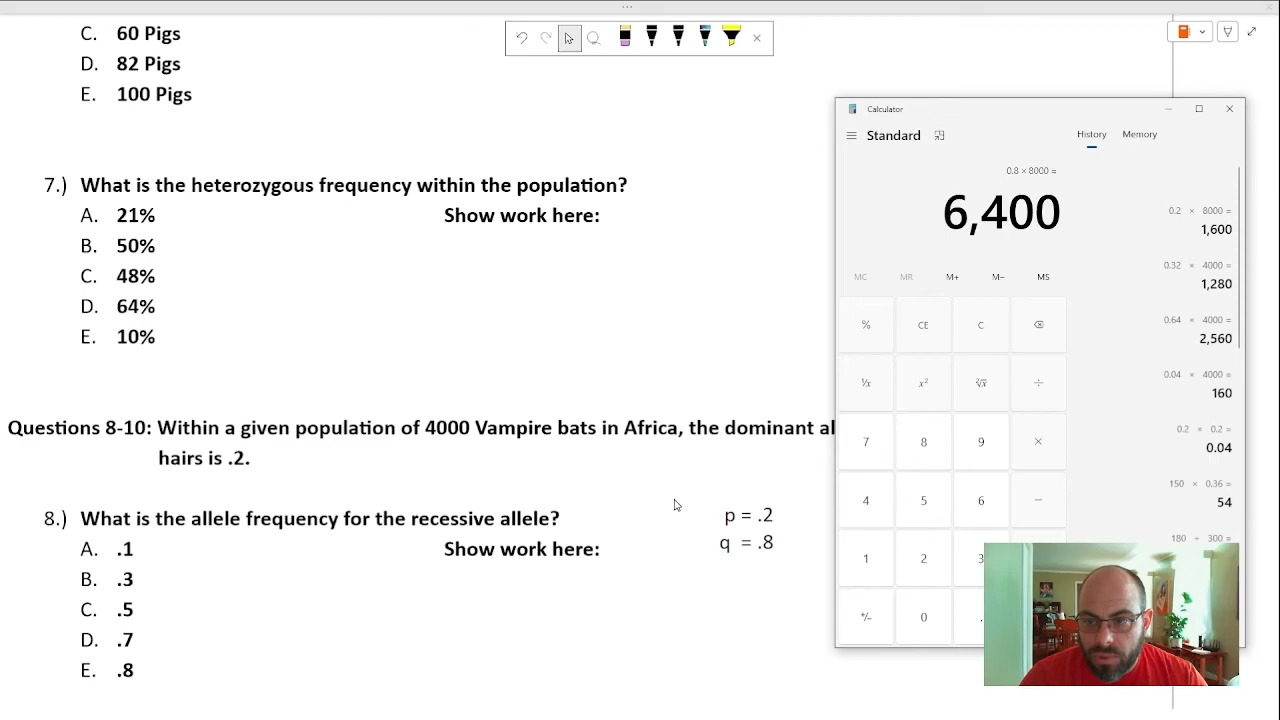 C. 60 Pigs
D. 82 Pigs
E. 100 Pigs
7.) What is the heterozygous frequency within the population?
A. 21% Show work here:
B. 50%
C. 48%
D. 64%
E. 10%
Questions 8-10: Within a given population of 4000 Vampire bats in Africa, the dominant al
hairs is .2.
8.) What is the allele frequency for the recessive allele?
p = .2
q = .8
A. .1 Show work here:
B. .3
C. .5
D. .7
E. .8
Calculator
Standard
History Memory
0.8 × 8000 =
6,400
MC MR M+ M− MS
% CE C
¹/x x² ²√x ÷
7 8 9 ×
4 5 6 −
1 2 3
+/− 0 .
0.2 × 8000 =
1,600
0.32 × 4000 =
1,280
0.64 × 4000 =
2,560
0.04 × 4000 =
160
0.2 × 0.2 =
0.04
150 × 0.36 =
54
180 ÷ 300 =